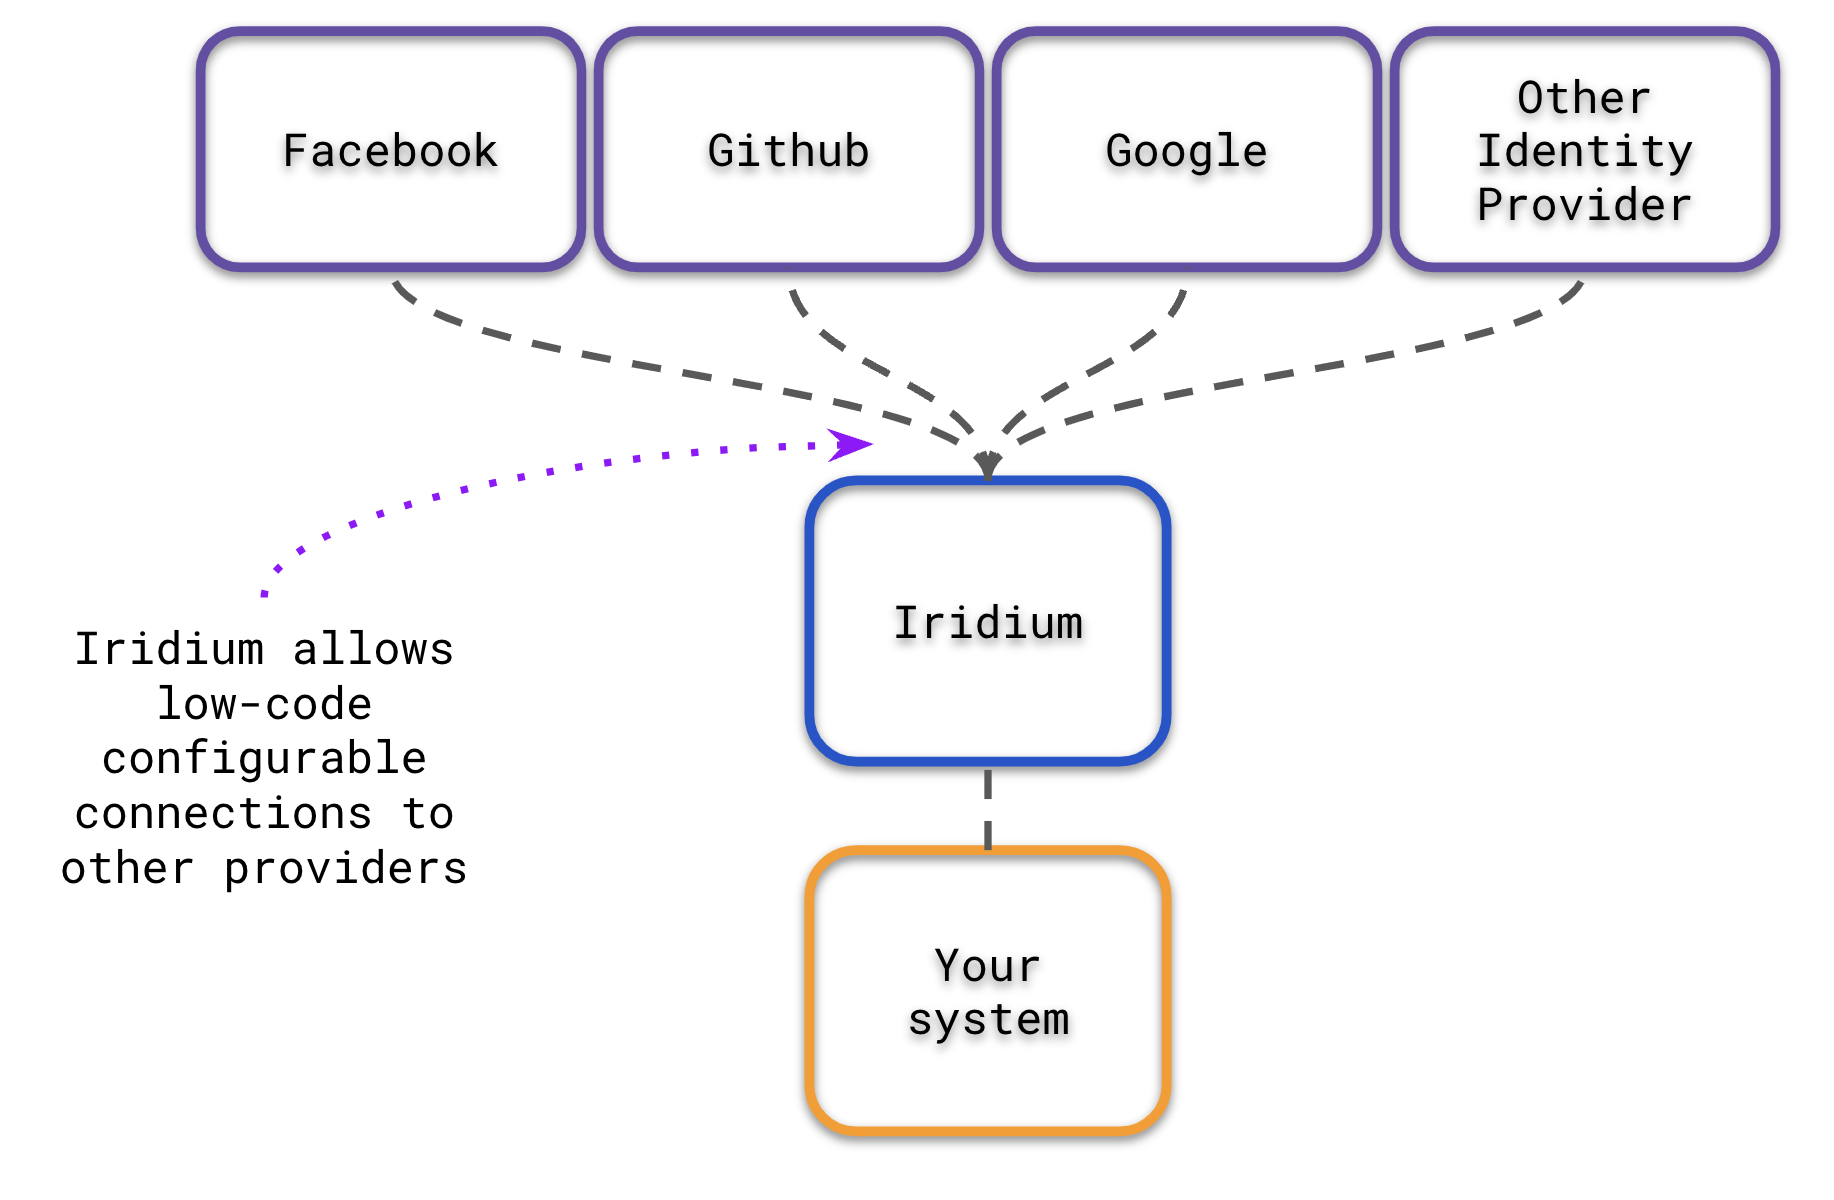 Facebook
Github
Google
Other
Identity
Provider
Iridium
Iridium allows
low-code
configurable
connections to
other providers
Your
system